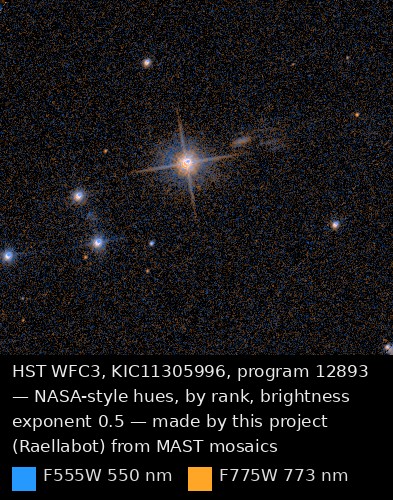 HST WFC3, KIC11305996, program 12893
— NASA-style hues, by rank, brightness
exponent 0.5 — made by this project
(Raellabot) from MAST mosaics
F555W 550 nm F775W 773 nm